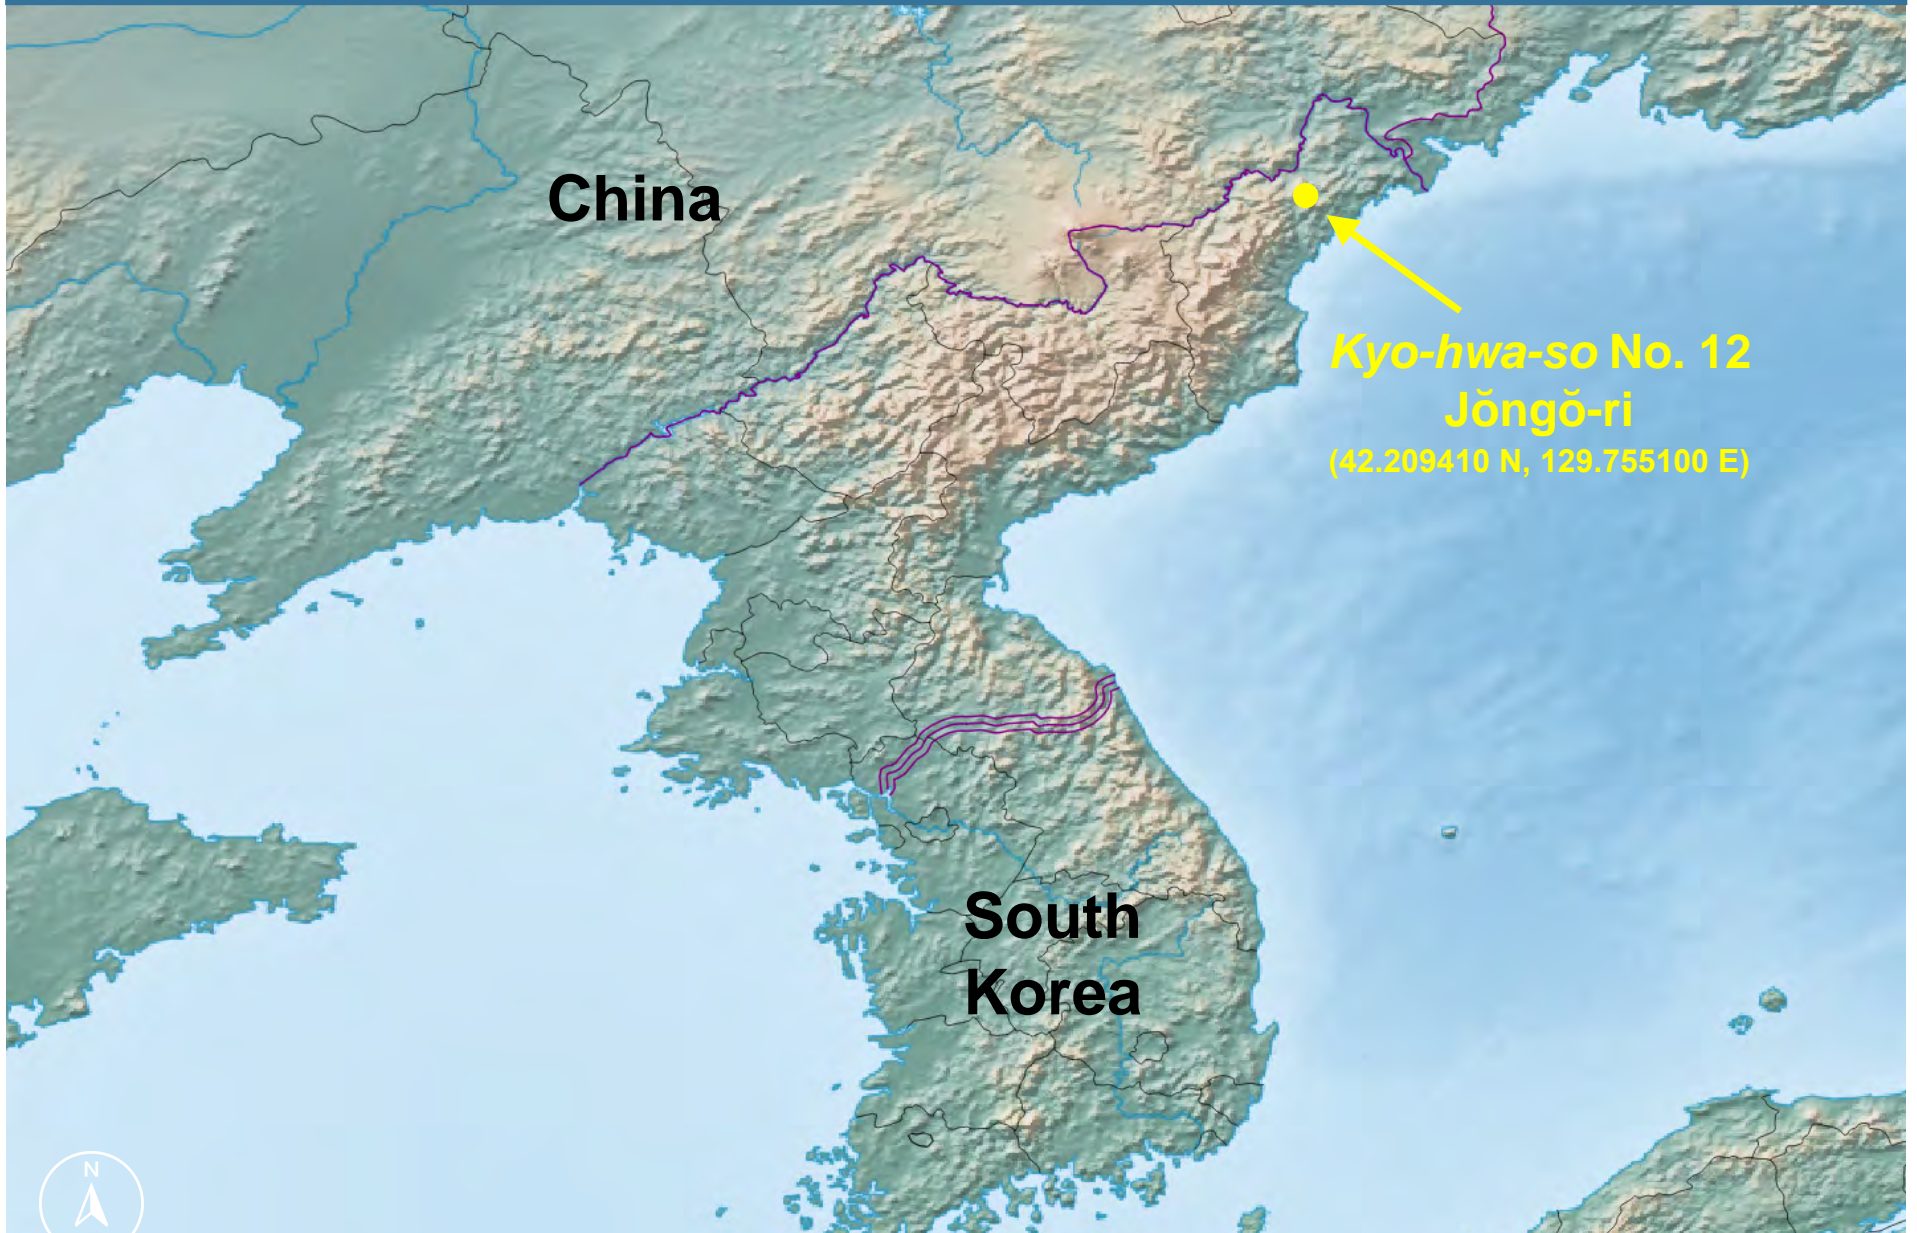 China
Kyo-hwa-so No. 12
Jŏngŏ-ri
(42.209410 N, 129.755100 E)
South
Korea
N